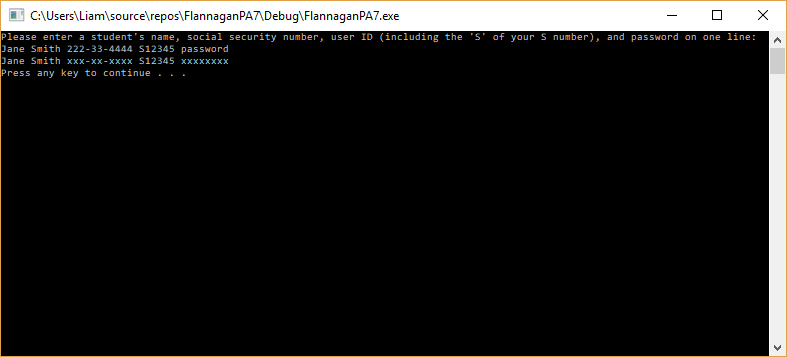 C:\Users\Liam\source\repos\FlannaganPA7\Debug\FlannaganPA7.exe
Please enter a student's name, social security number, user ID (including the 'S' of your S number), and password on one line:
Jane Smith 222-33-4444 S12345 password
Jane Smith xxx-xx-xxxx S12345 xxxxxxxx
Press any key to continue . . .